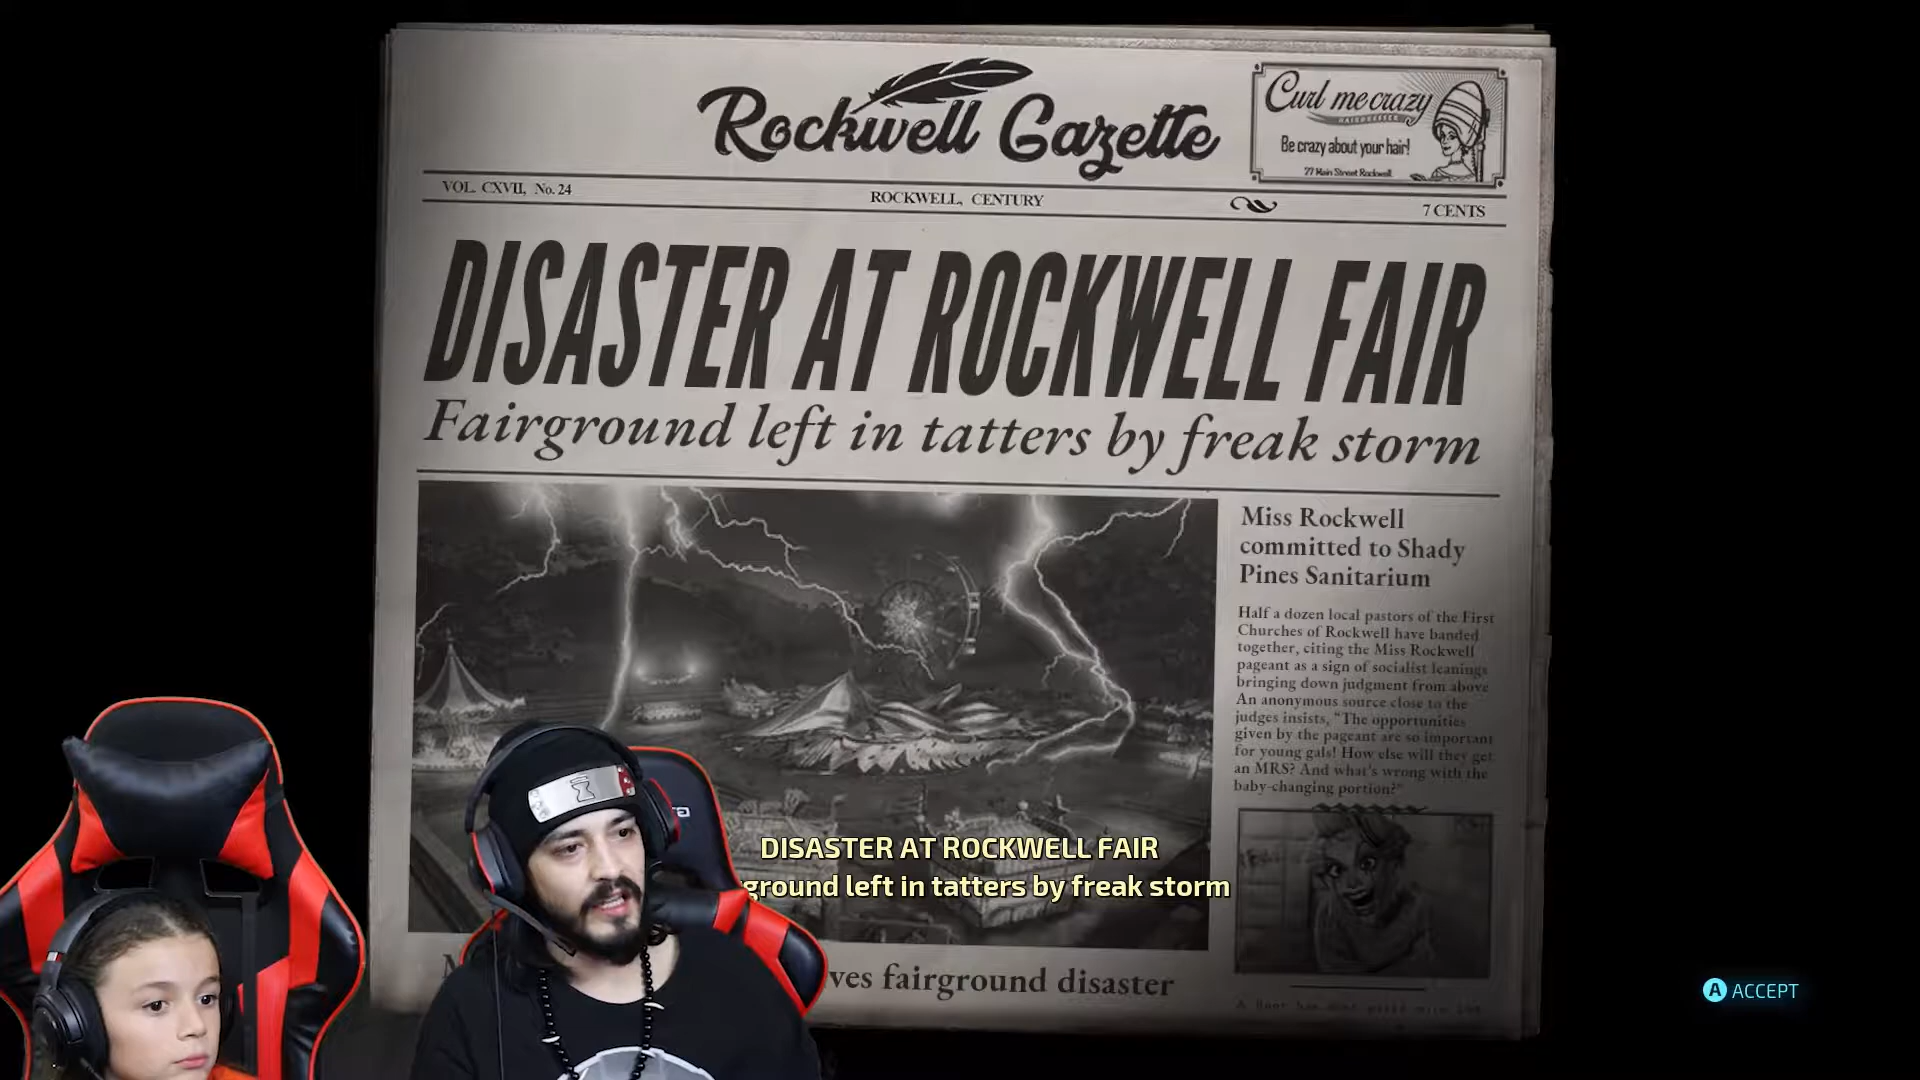 Rockwell Gazette
Curl me crazy
HAIRDRESSER
Be crazy about your hair!
77 Main Street Rockwell
VOL. CXVII, No. 24
ROCKWELL, CENTURY
7 CENTS
DISASTER AT ROCKWELL FAIR
Fairground left in tatters by freak storm
Miss Rockwell
committed to Shady
Pines Sanitarium
Half a dozen local pastors of the First
Churches of Rockwell have banded
together, citing the Miss Rockwell
pageant as a sign of socialist leanings
bringing down judgment from above
An anonymous source close to the
judges insists, "The opportunities
given by the pageant are so important
for young gals! How else will they get
an MRS? And what's wrong with the
baby-changing portion?"
DISASTER AT ROCKWELL FAIR
ground left in tatters by freak storm
ves fairground disaster
A ACCEPT